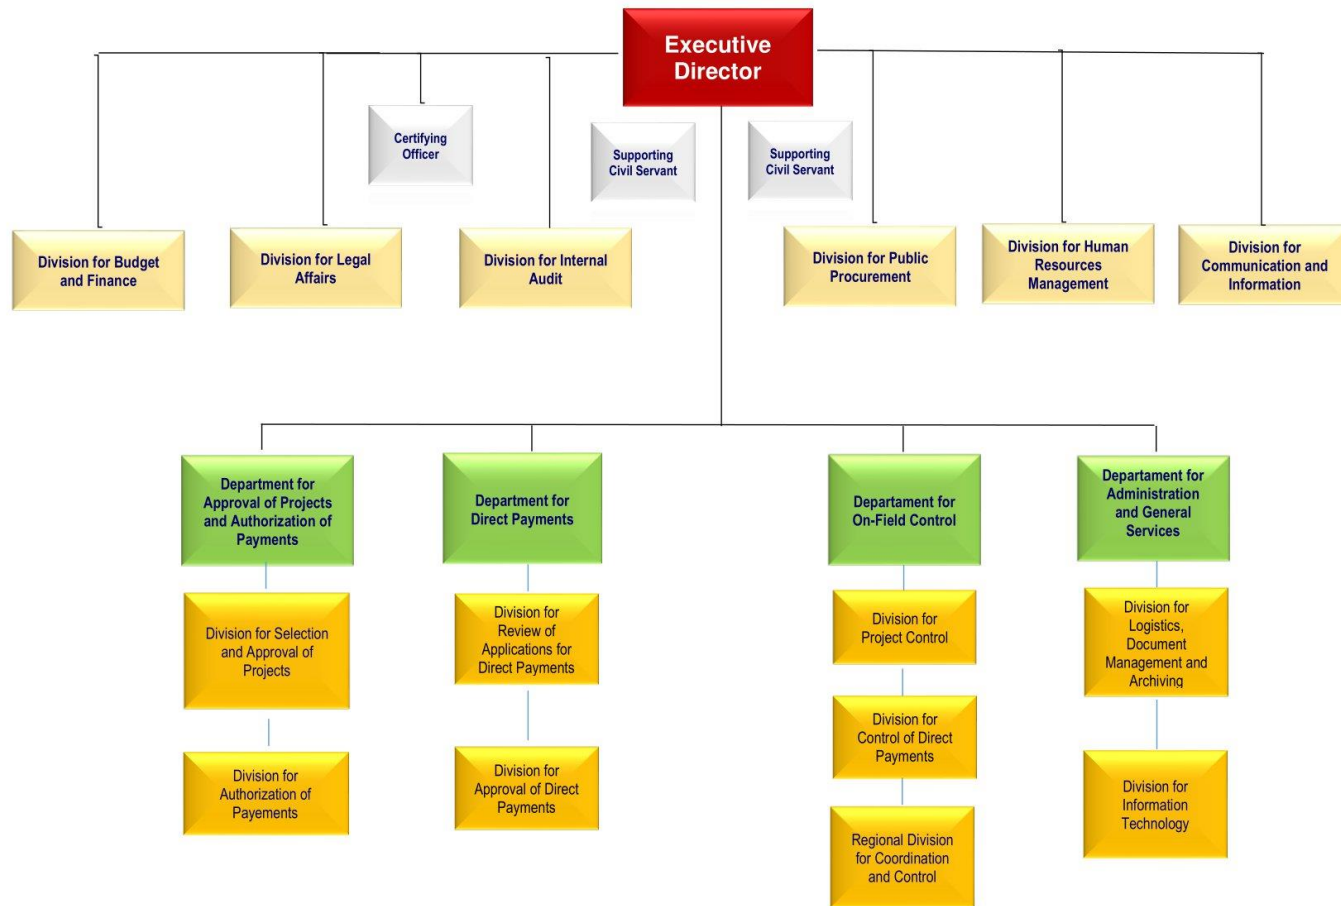 Executive
Director
Certifying
Officer
Supporting
Civil Servant
Supporting
Civil Servant
Division for Budget
and Finance
Division for Legal
Affairs
Division for Internal
Audit
Division for Public
Procurement
Division for Human
Resources
Management
Division for
Communication and
Information
Department for
Approval of Projects
and Authorization of
Payments
Department for
Direct Payments
Departament for
On-Field Control
Departament for
Administration
and General
Services
Division for Selection
and Approval of
Projects
Division for
Review of
Applications for
Direct Payments
Division for
Project Control
Division for
Logistics,
Document
Management and
Archiving
Division for
Authorization of
Payements
Division for
Approval of Direct
Payments
Division for
Control of Direct
Payments
Division for
Information
Technology
Regional Division
for Coordination
and Control